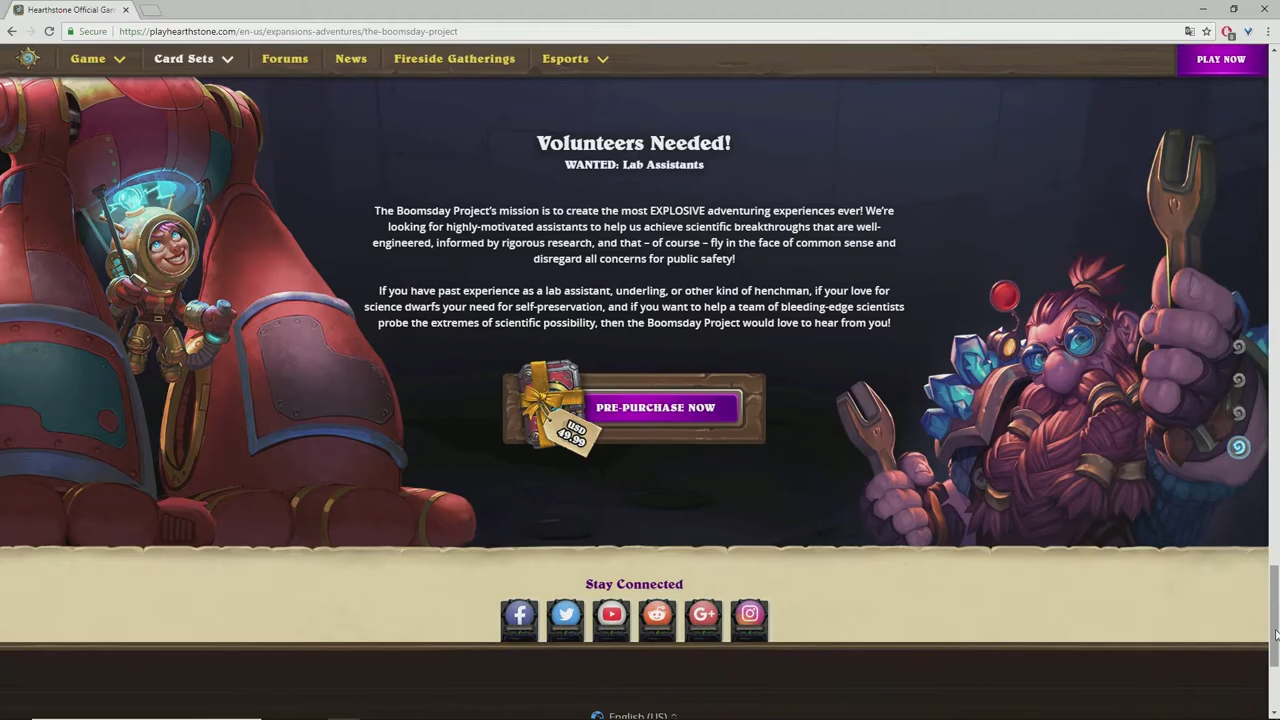 Hearthstone Official Gam
Secure
https://playhearthstone.com/en-us/expansions-adventures/the-boomsday-project
Game
Card Sets
Forums
News
Fireside Gatherings
Esports
PLAY NOW
Volunteers Needed!
WANTED: Lab Assistants
The Boomsday Project's mission is to create the most EXPLOSIVE adventuring experiences ever! We're
looking for highly-motivated assistants to help us achieve scientific breakthroughs that are well-
engineered, informed by rigorous research, and that – of course – fly in the face of common sense and
disregard all concerns for public safety!
If you have past experience as a lab assistant, underling, or other kind of henchman, if your love for
science dwarfs your need for self-preservation, and if you want to help a team of bleeding-edge scientists
probe the extremes of scientific possibility, then the Boomsday Project would love to hear from you!
PRE-PURCHASE NOW
USD
49.99
Stay Connected
English (US)